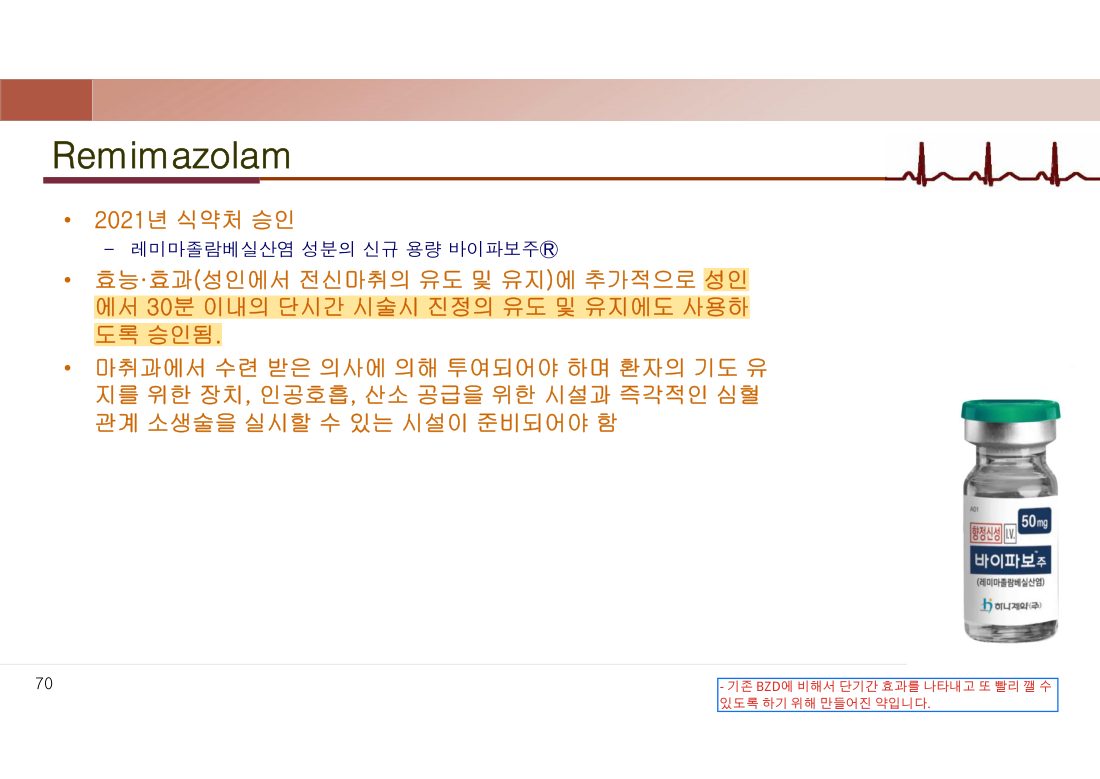 Remimazolam
• 2021년 식약처 승인
– 레미마졸람베실산염 성분의 신규 용량 바이파보주®
• 효능·효과(성인에서 전신마취의 유도 및 유지)에 추가적으로 성인
에서 30분 이내의 단시간 시술시 진정의 유도 및 유지에도 사용하
도록 승인됨.
• 마취과에서 수련 받은 의사에 의해 투여되어야 하며 환자의 기도 유
지를 위한 장치, 인공호흡, 산소 공급을 위한 시설과 즉각적인 심혈
관계 소생술을 실시할 수 있는 시설이 준비되어야 함
A01
50mg
향정신성 I.V.
바이파보™주
(레미마졸람베실산염)
하나제약(주)
70
- 기존 BZD에 비해서 단기간 효과를 나타내고 또 빨리 깰 수
있도록 하기 위해 만들어진 약입니다.